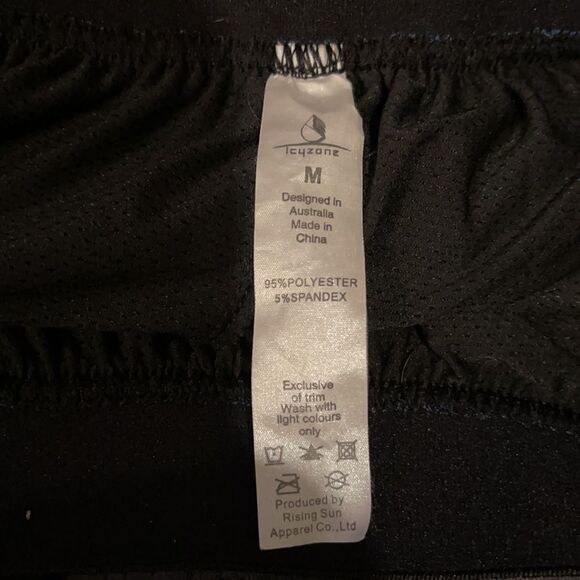 Icyzone
M
Designed in
Australia
Made in
China
95%POLYESTER
5%SPANDEX
Exclusive
of trim
Wash with
light colours
only
Produced by
Rising Sun
Apparel Co.,Ltd